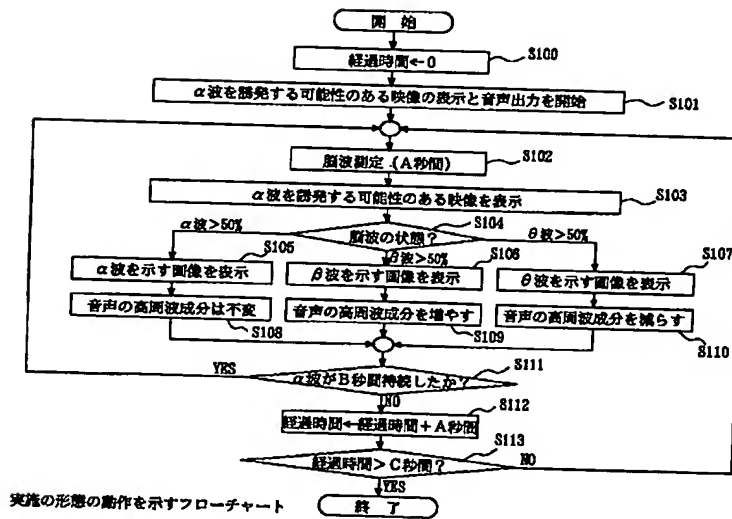 開始
経過時間←0
S100
α波を誘発する可能性のある映像の表示と音声出力を開始
S101
脳波測定.(A秒間)
S102
α波を誘発する可能性のある映像を表示
S103
脳波の状態?
S104
α波>50%
β波>50%
θ波>50%
S105
S106
S107
α波を示す画像を表示
β波を示す画像を表示
θ波を示す画像を表示
音声の高周波成分は不変
音声の高周波成分を増やす
音声の高周波成分を減らす
S108
S109
S110
YES
α波がB秒間持続したか?
S111
NO
経過時間←経過時間+A秒間
S112
経過時間>C秒間?
S113
NO
YES
終了
実施の形態の動作を示すフローチャート